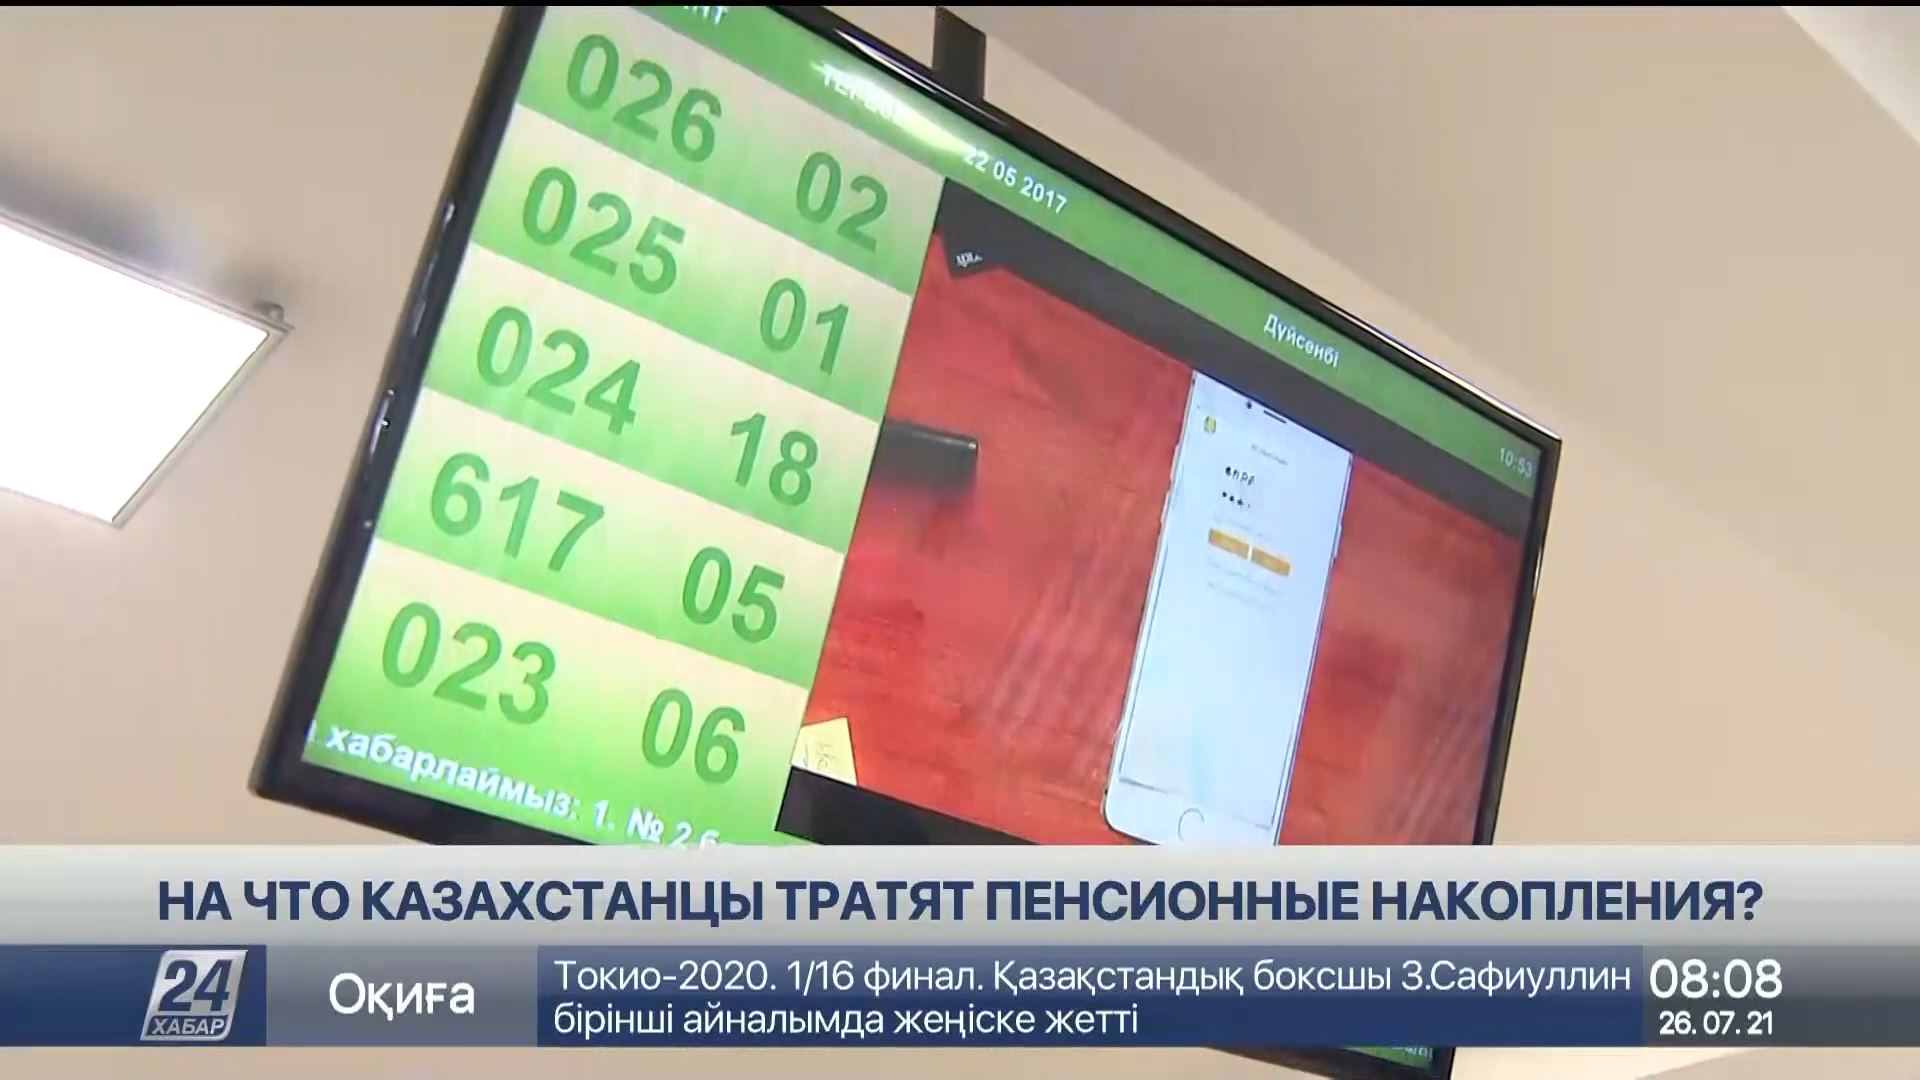 ТЕРЕЗЕ
22 05 2017
Дүйсенбі
10:53
026 02
025 01
024 18
617 05
023 06
хабарлаймыз: 1. № 2
НА ЧТО КАЗАХСТАНЦЫ ТРАТЯТ ПЕНСИОННЫЕ НАКОПЛЕНИЯ?
24
ХАБАР
Оқиға
Токио-2020. 1/16 финал. Қазақстандық боксшы З.Сафиуллин
бірінші айналымда жеңіске жетті
08:08
26. 07. 21